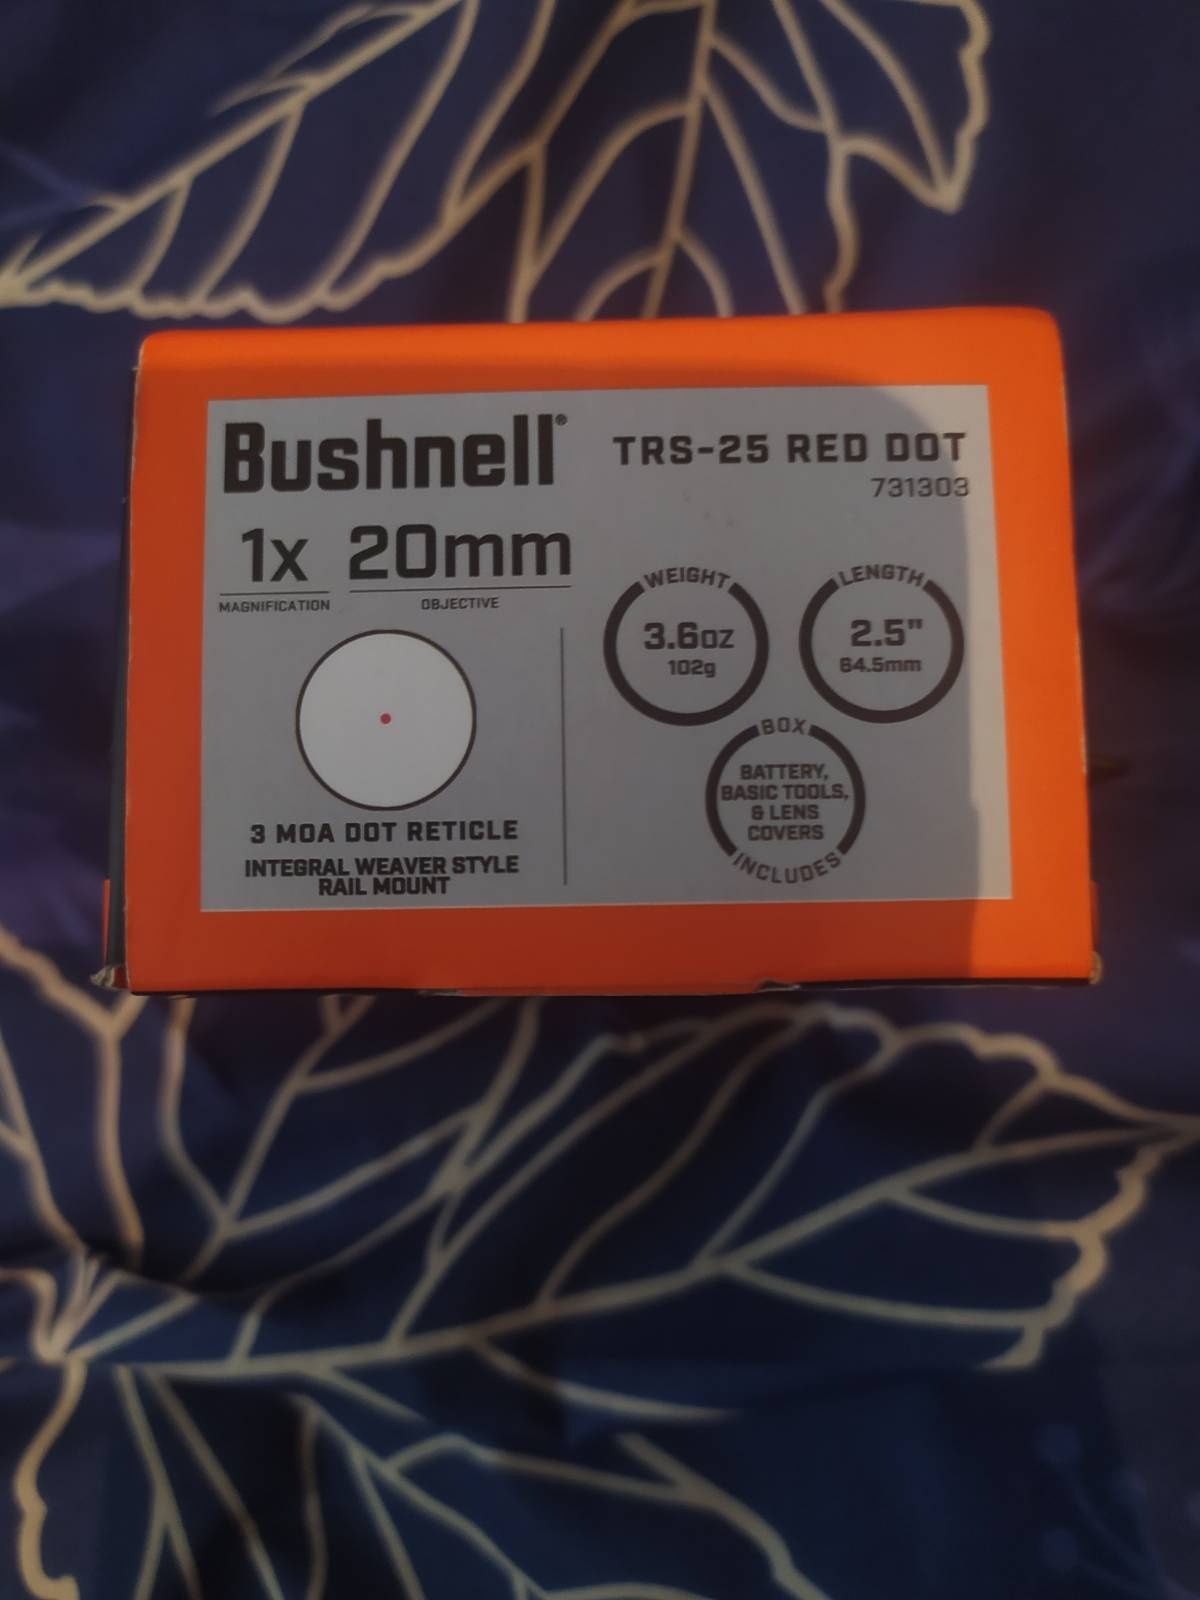 Bushnell®
TRS-25 RED DOT
731303
1x 20mm
MAGNIFICATION OBJECTIVE
3 MOA DOT RETICLE
INTEGRAL WEAVER STYLE
RAIL MOUNT
WEIGHT
3.6oz
102g
LENGTH
2.5"
64.5mm
BOX
BATTERY,
BASIC TOOLS,
& LENS
COVERS
INCLUDES